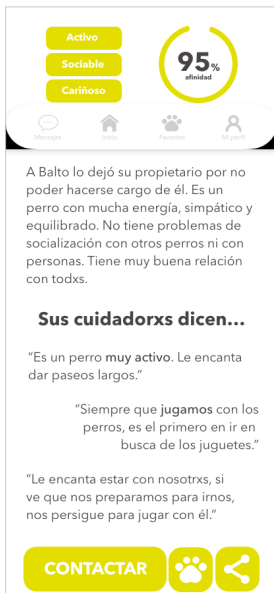 Activo
Sociable
Cariñoso
95%
afinidad
Mensajes
Inicio
Favoritos
Mi perfil
A Balto lo dejó su propietario por no
poder hacerse cargo de él. Es un
perro con mucha energía, simpático y
equilibrado. No tiene problemas de
socialización con otros perros ni con
personas. Tiene muy buena relación
con todxs.
Sus cuidadorxs dicen...
“Es un perro muy activo. Le encanta
dar paseos largos.”
“Siempre que jugamos con los
perros, es el primero en ir en
busca de los juguetes.”
“Le encanta estar con nosotrxs, si
ve que nos preparamos para irnos,
nos persigue para jugar con él.”
CONTACTAR